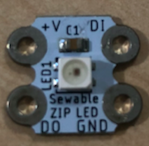 +V C1 DI
LED1
Sewable
ZIP LED
DO GND